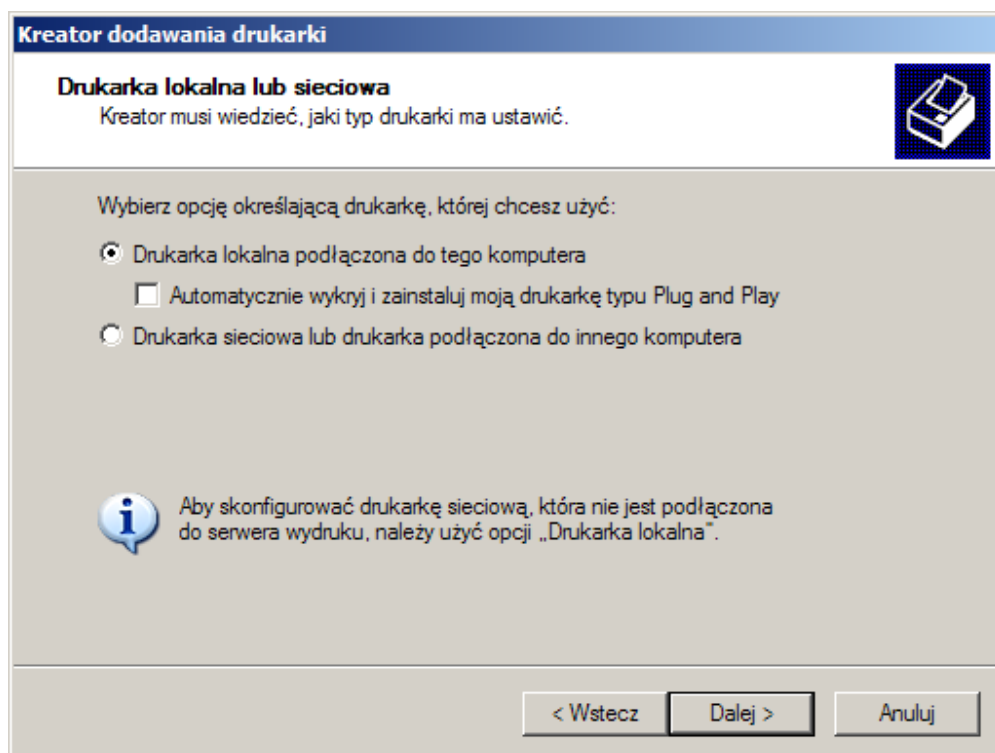 Kreator dodawania drukarki
Drukarka lokalna lub sieciowa
Kreator musi wiedzieć, jaki typ drukarki ma ustawić.
Wybierz opcję określającą drukarkę, której chcesz użyć:
Drukarka lokalna podłączona do tego komputera
Automatycznie wykryj i zainstaluj moją drukarkę typu Plug and Play
Drukarka sieciowa lub drukarka podłączona do innego komputera
Aby skonfigurować drukarkę sieciową, która nie jest podłączona
do serwera wydruku, należy użyć opcji „Drukarka lokalna”.
< Wstecz
Dalej >
Anuluj